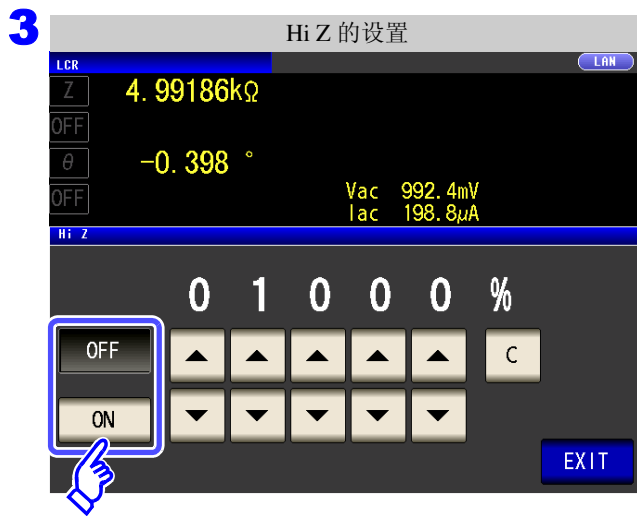 3
Hi Z 的设置
LCR LAN
Z 4.99186kΩ
OFF
θ -0.398 °
OFF
Vac 992.4mV
Iac 198.8μA
Hi Z
0 1 0 0 0 %
OFF ▲ ▲ ▲ ▲ ▲ C
ON ▼ ▼ ▼ ▼ ▼
EXIT